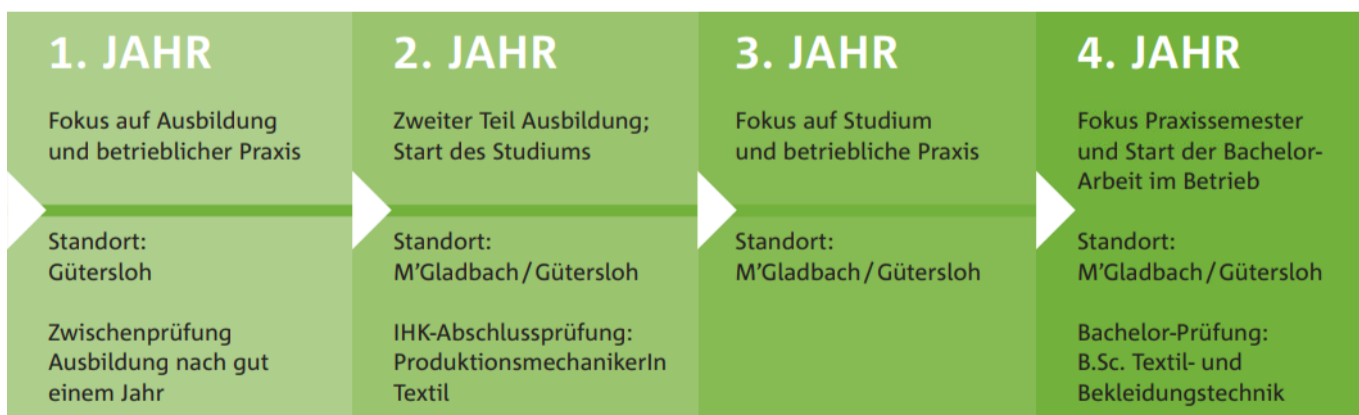 1. JAHR
Fokus auf Ausbildung
und betrieblicher Praxis
Standort:
Gütersloh
Zwischenprüfung
Ausbildung nach gut
einem Jahr
2. JAHR
Zweiter Teil Ausbildung;
Start des Studiums
Standort:
M'Gladbach / Gütersloh
IHK-Abschlussprüfung:
ProduktionsmechanikerIn
Textil
3. JAHR
Fokus auf Studium
und betriebliche Praxis
Standort:
M'Gladbach / Gütersloh
4. JAHR
Fokus Praxissemester
und Start der Bachelor-
Arbeit im Betrieb
Standort:
M'Gladbach / Gütersloh
Bachelor-Prüfung:
B.Sc. Textil- und
Bekleidungstechnik